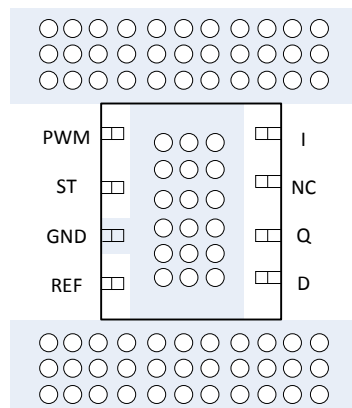 PWM I
ST NC
GND Q
REF D